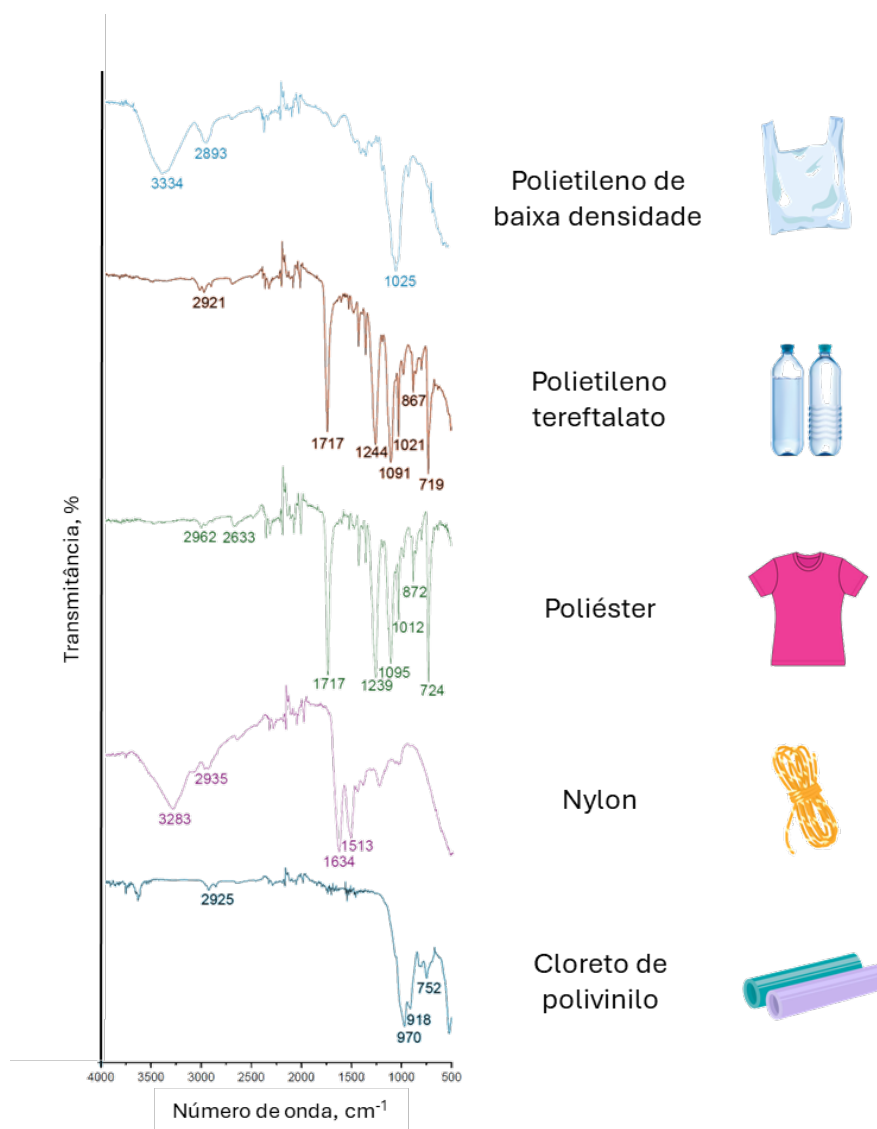 3334
2893
1025
Polietileno de
baixa densidade
2921
1717
1244
1091
1021
867
719
Polietileno
tereftalato
2962
2633
1717
1239
1095
1012
872
724
Poliéster
3283
2935
1634
1513
Nylon
2925
970
918
752
Cloreto de
polivinilo
Transmitância, %
4000 3500 3000 2500 2000 1500 1000 500
Número de onda, cm⁻¹